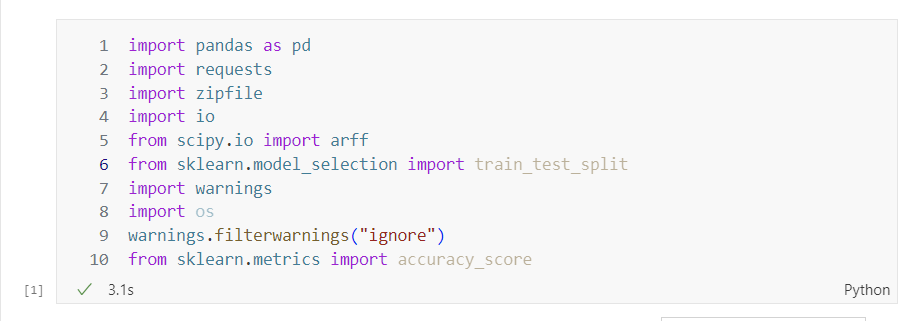 1 import pandas as pd
2 import requests
3 import zipfile
4 import io
5 from scipy.io import arff
6 from sklearn.model_selection import train_test_split
7 import warnings
8 import os
9 warnings.filterwarnings("ignore")
10 from sklearn.metrics import accuracy_score
[1] ✓ 3.1s Python